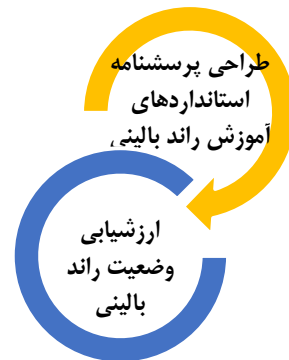 طراحی پرسشنامه
استانداردهای
آموزش راند بالینی
ارزشیابی
وضعیت راند
بالینی